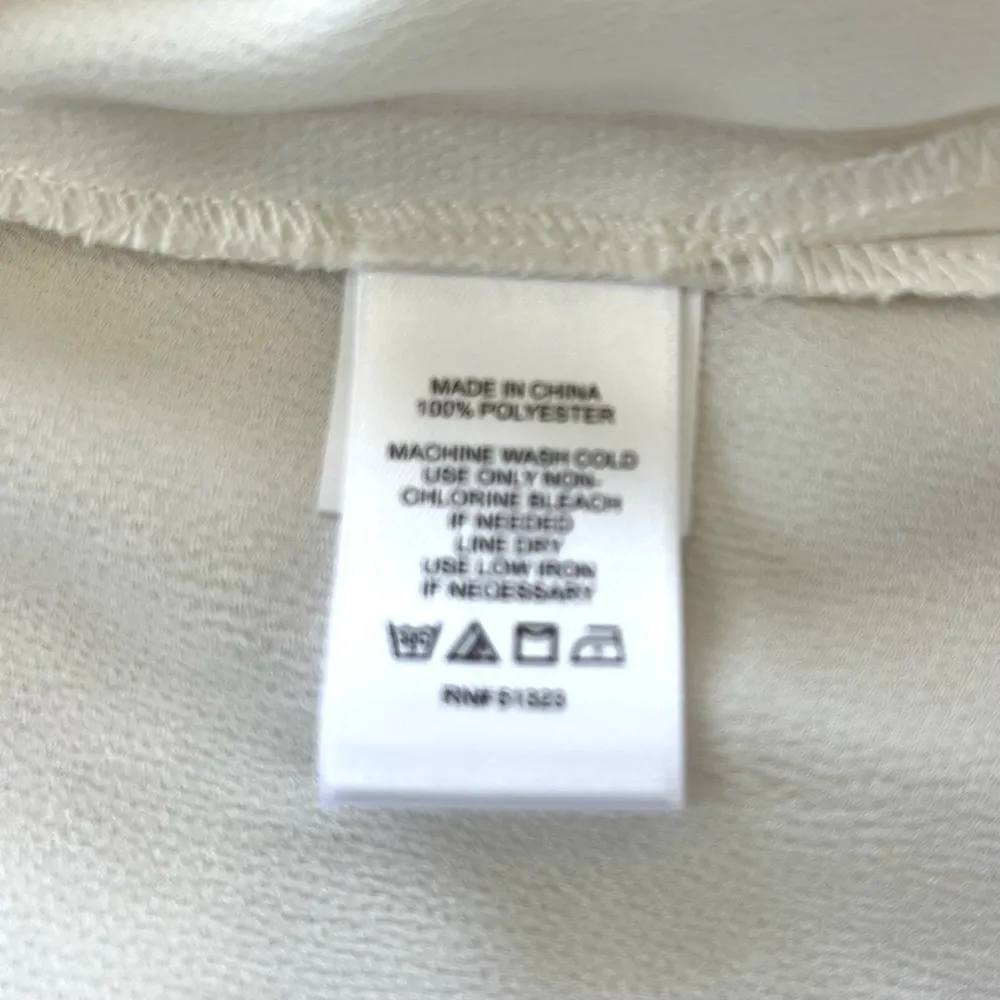 MADE IN CHINA
100% POLYESTER
MACHINE WASH COLD
USE ONLY NON-
CHLORINE BLEACH
IF NEEDED
LINE DRY
USE LOW IRON
IF NECESSARY
RN#